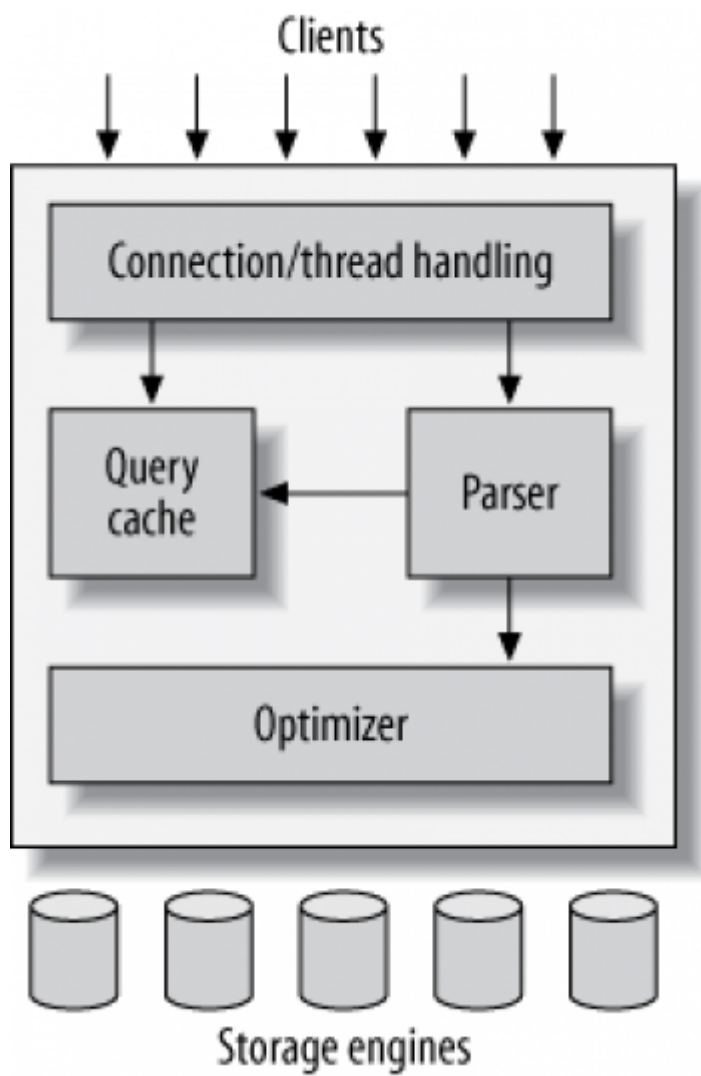 Clients
Connection/thread handling
Query
cache
Parser
Optimizer
Storage engines